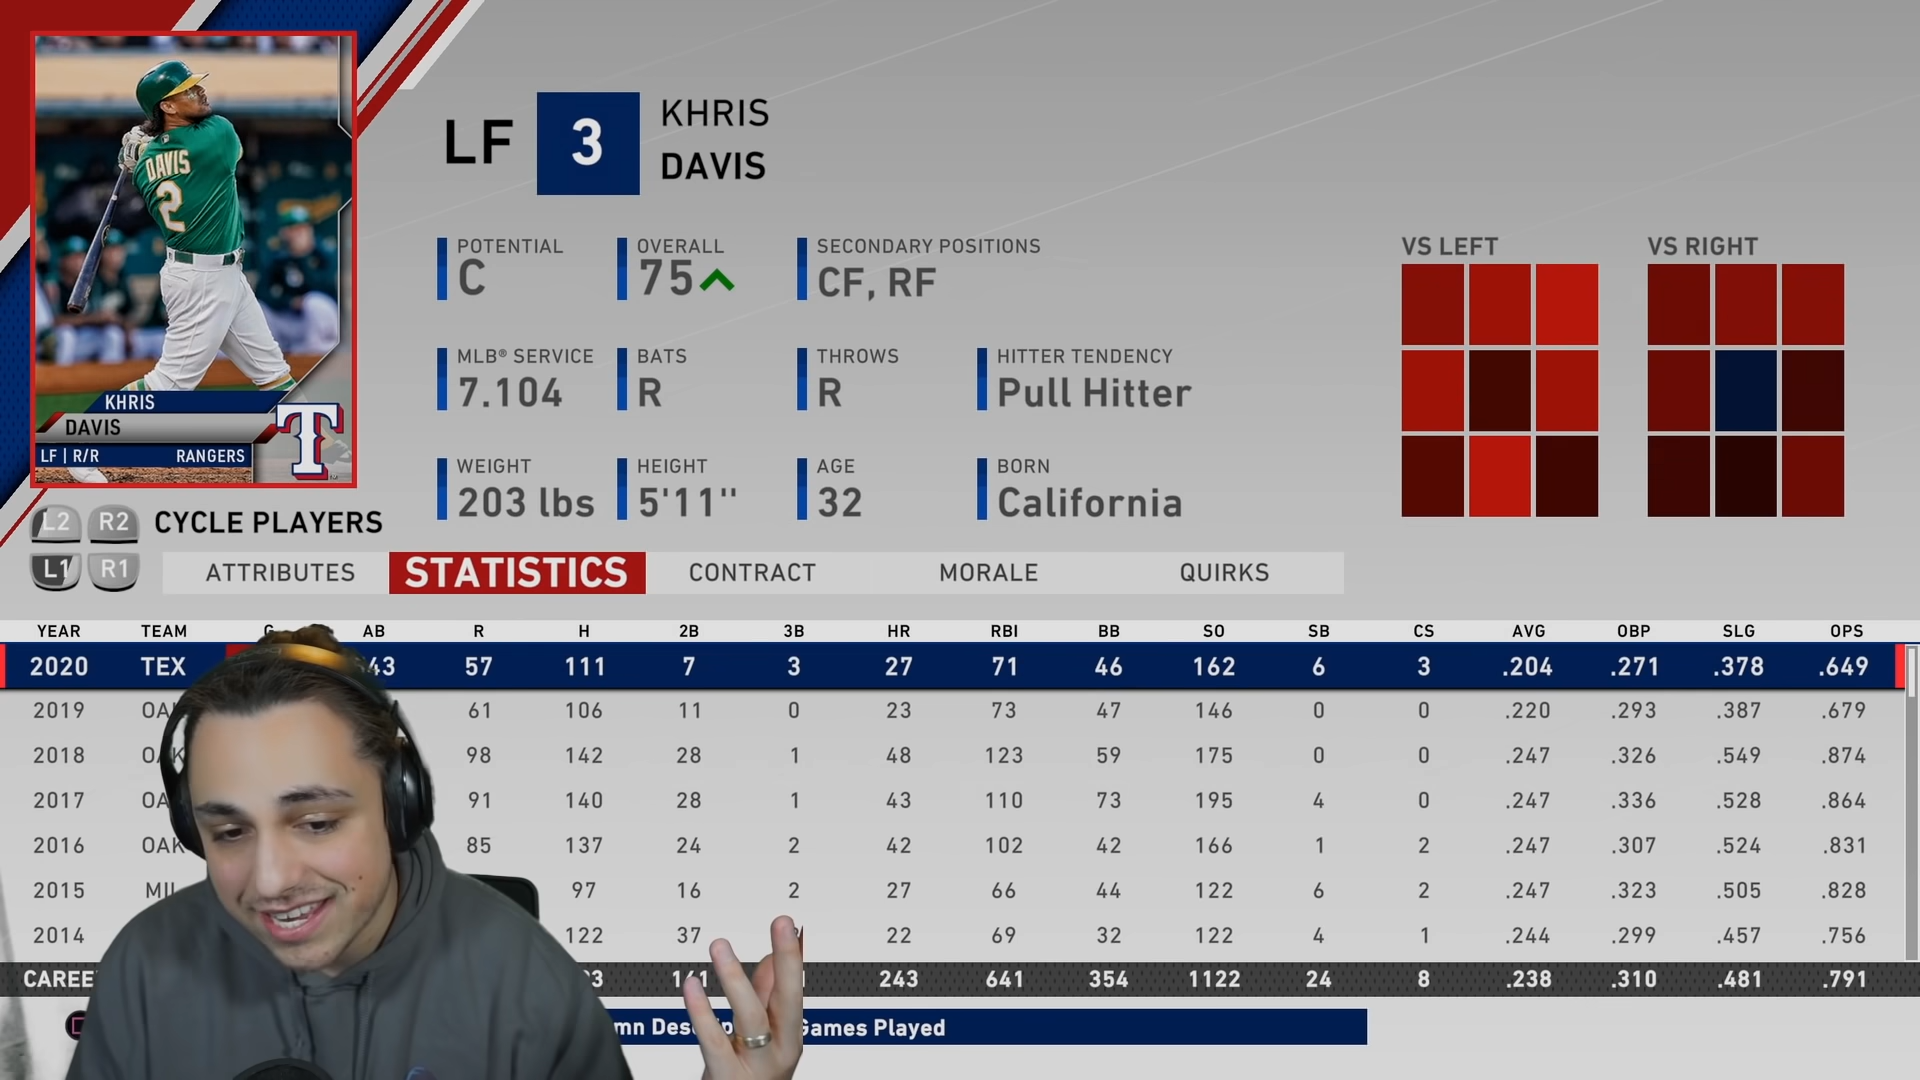 DAVIS
2
KHRIS
DAVIS
LF | R/R RANGERS
T
LF 3 KHRIS
DAVIS
POTENTIAL OVERALL SECONDARY POSITIONS
C 75 CF, RF
MLB® SERVICE BATS THROWS HITTER TENDENCY
7.104 R R Pull Hitter
WEIGHT HEIGHT AGE BORN
203 lbs 5'11'' 32 California
VS LEFT VS RIGHT
L2 R2 CYCLE PLAYERS
L1 R1
ATTRIBUTES STATISTICS CONTRACT MORALE QUIRKS
YEAR TEAM AB R H 2B 3B HR RBI BB SO SB CS AVG OBP SLG OPS
2020 TEX 57 111 7 3 27 71 46 162 6 3 .204 .271 .378 .649
2019 61 106 11 0 23 73 47 146 0 0 .220 .293 .387 .679
2018 OAK 98 142 28 1 48 123 59 175 0 0 .247 .326 .549 .874
2017 91 140 28 1 43 110 73 195 4 0 .247 .336 .528 .864
2016 OAK 85 137 24 2 42 102 42 166 1 2 .247 .307 .524 .831
2015 97 16 2 27 66 44 122 6 2 .247 .323 .505 .828
2014 122 37 22 69 32 122 4 1 .244 .299 .457 .756
243 641 354 1122 24 8 .238 .310 .481 .791
Games Played